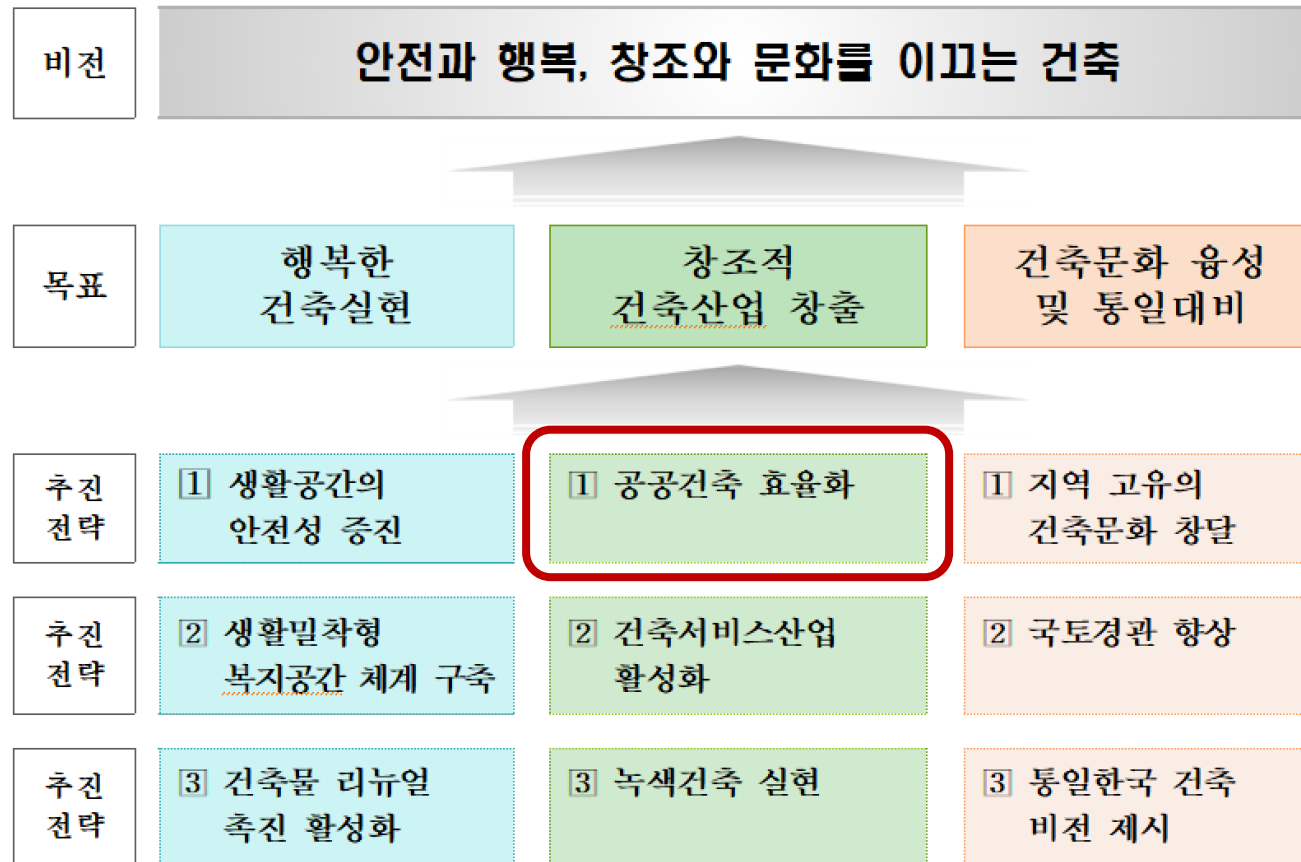 비전
안전과 행복, 창조와 문화를 이끄는 건축
목표
행복한
건축실현
창조적
건축산업 창출
건축문화 융성
및 통일대비
추진
전략
1 생활공간의
안전성 증진
1 공공건축 효율화
1 지역 고유의
건축문화 창달
추진
전략
2 생활밀착형
복지공간 체계 구축
2 건축서비스산업
활성화
2 국토경관 향상
추진
전략
3 건축물 리뉴얼
촉진 활성화
3 녹색건축 실현
3 통일한국 건축
비전 제시